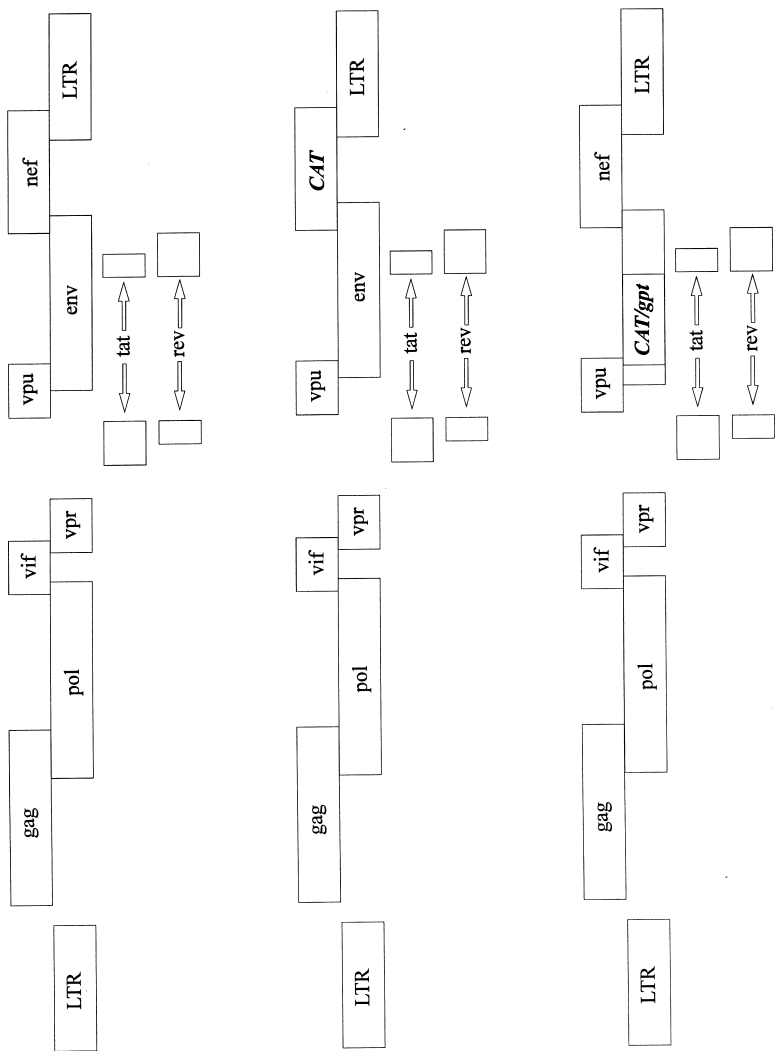 LTR
gag
pol
vif
vpr
vpu
env
tat
rev
nef
LTR
LTR
gag
pol
vif
vpr
vpu
env
tat
rev
CAT
LTR
LTR
gag
pol
vif
vpr
vpu
CAT/gpt
tat
rev
nef
LTR